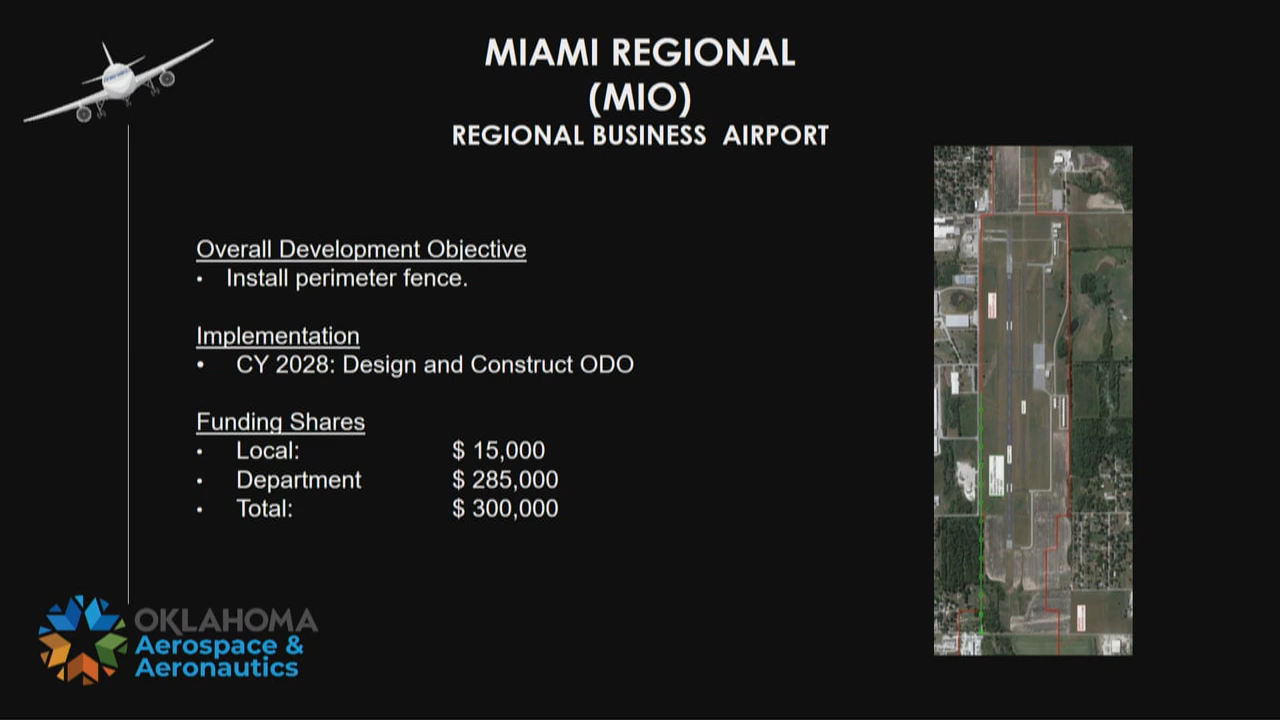 MIAMI REGIONAL
(MIO)
REGIONAL BUSINESS AIRPORT
Overall Development Objective
• Install perimeter fence.
Implementation
• CY 2028: Design and Construct ODO
Funding Shares
• Local: $ 15,000
• Department $ 285,000
• Total: $ 300,000
OKLAHOMA
Aerospace &
Aeronautics